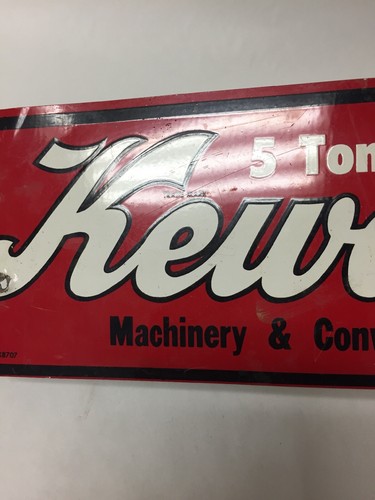 5 Ton
Kew
Machinery & Conv